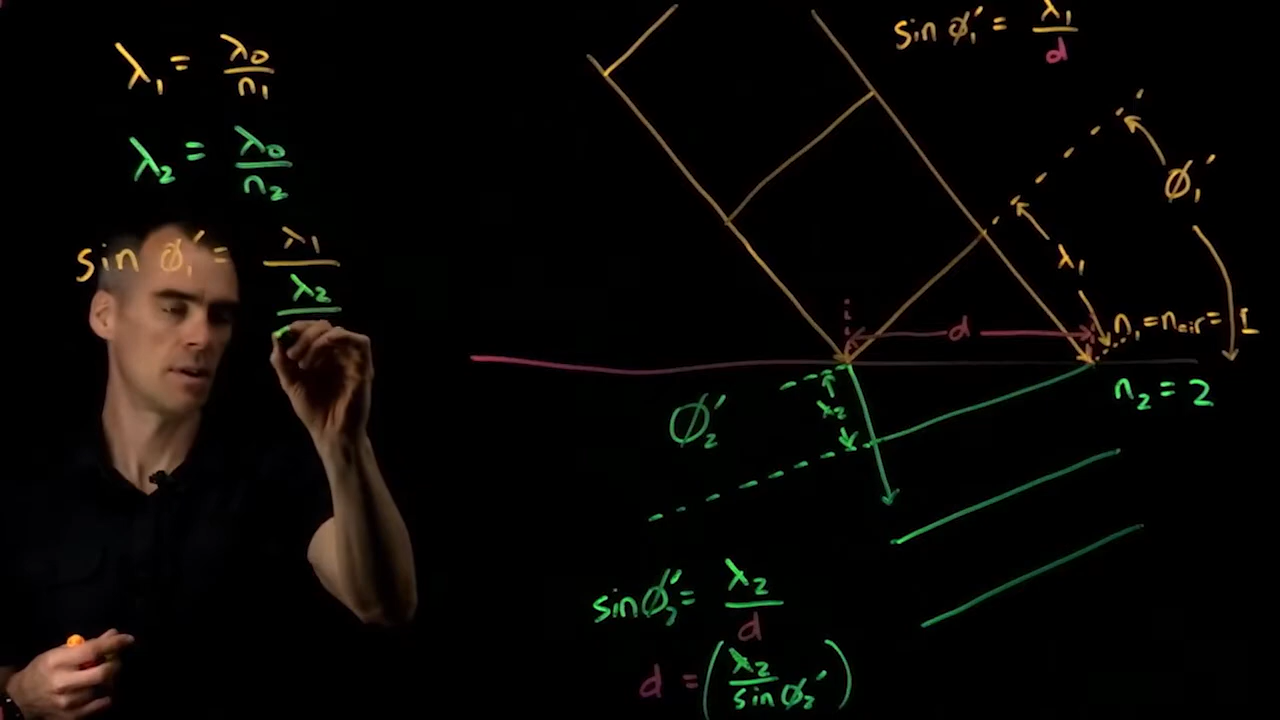 λ₁ = λ₀/n₁
λ₂ = λ₀/n₂
sin ϕ₁′ = λ₁/λ₂
sin ϕ₁′ = λ₁/d
ϕ₁′
λ₁
i
d
n₁ = nair = 1
n₂ = 2
λ₂
ϕ₂′
sin ϕ₂′ = λ₂/d
d = (λ₂/sin ϕ₂′)